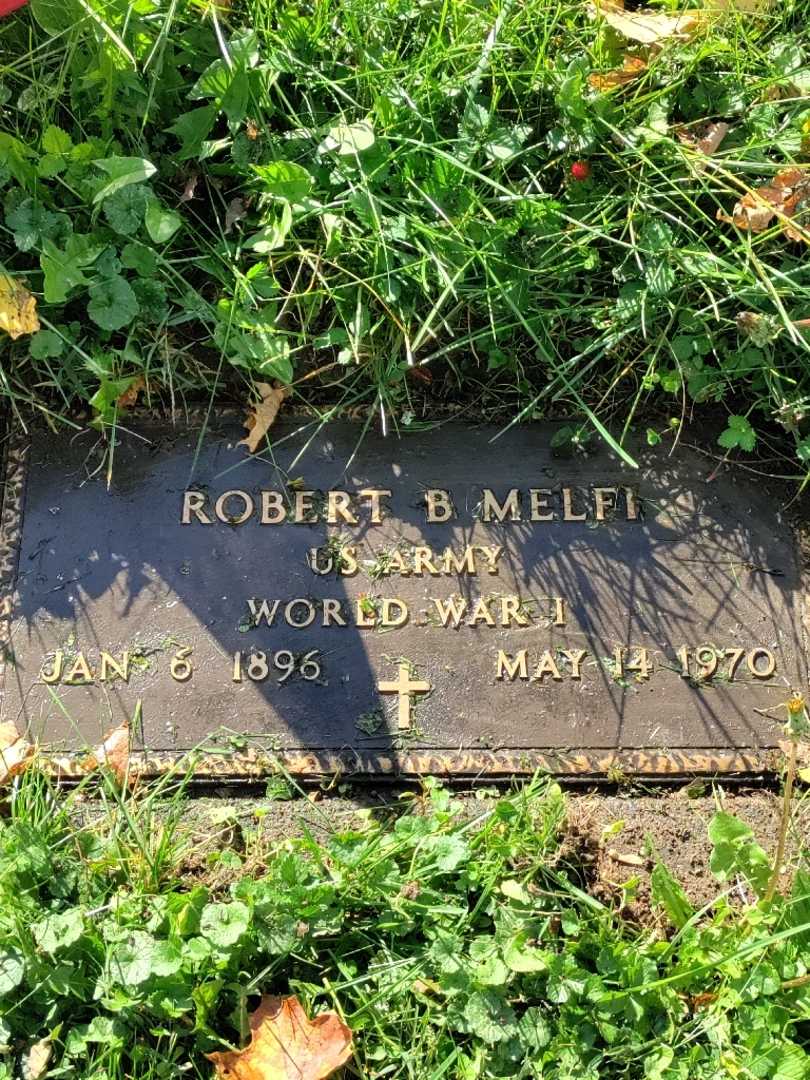 ROBERT B MELFI
US ARMY
WORLD WAR I
JAN 6 1896 MAY 14 1970